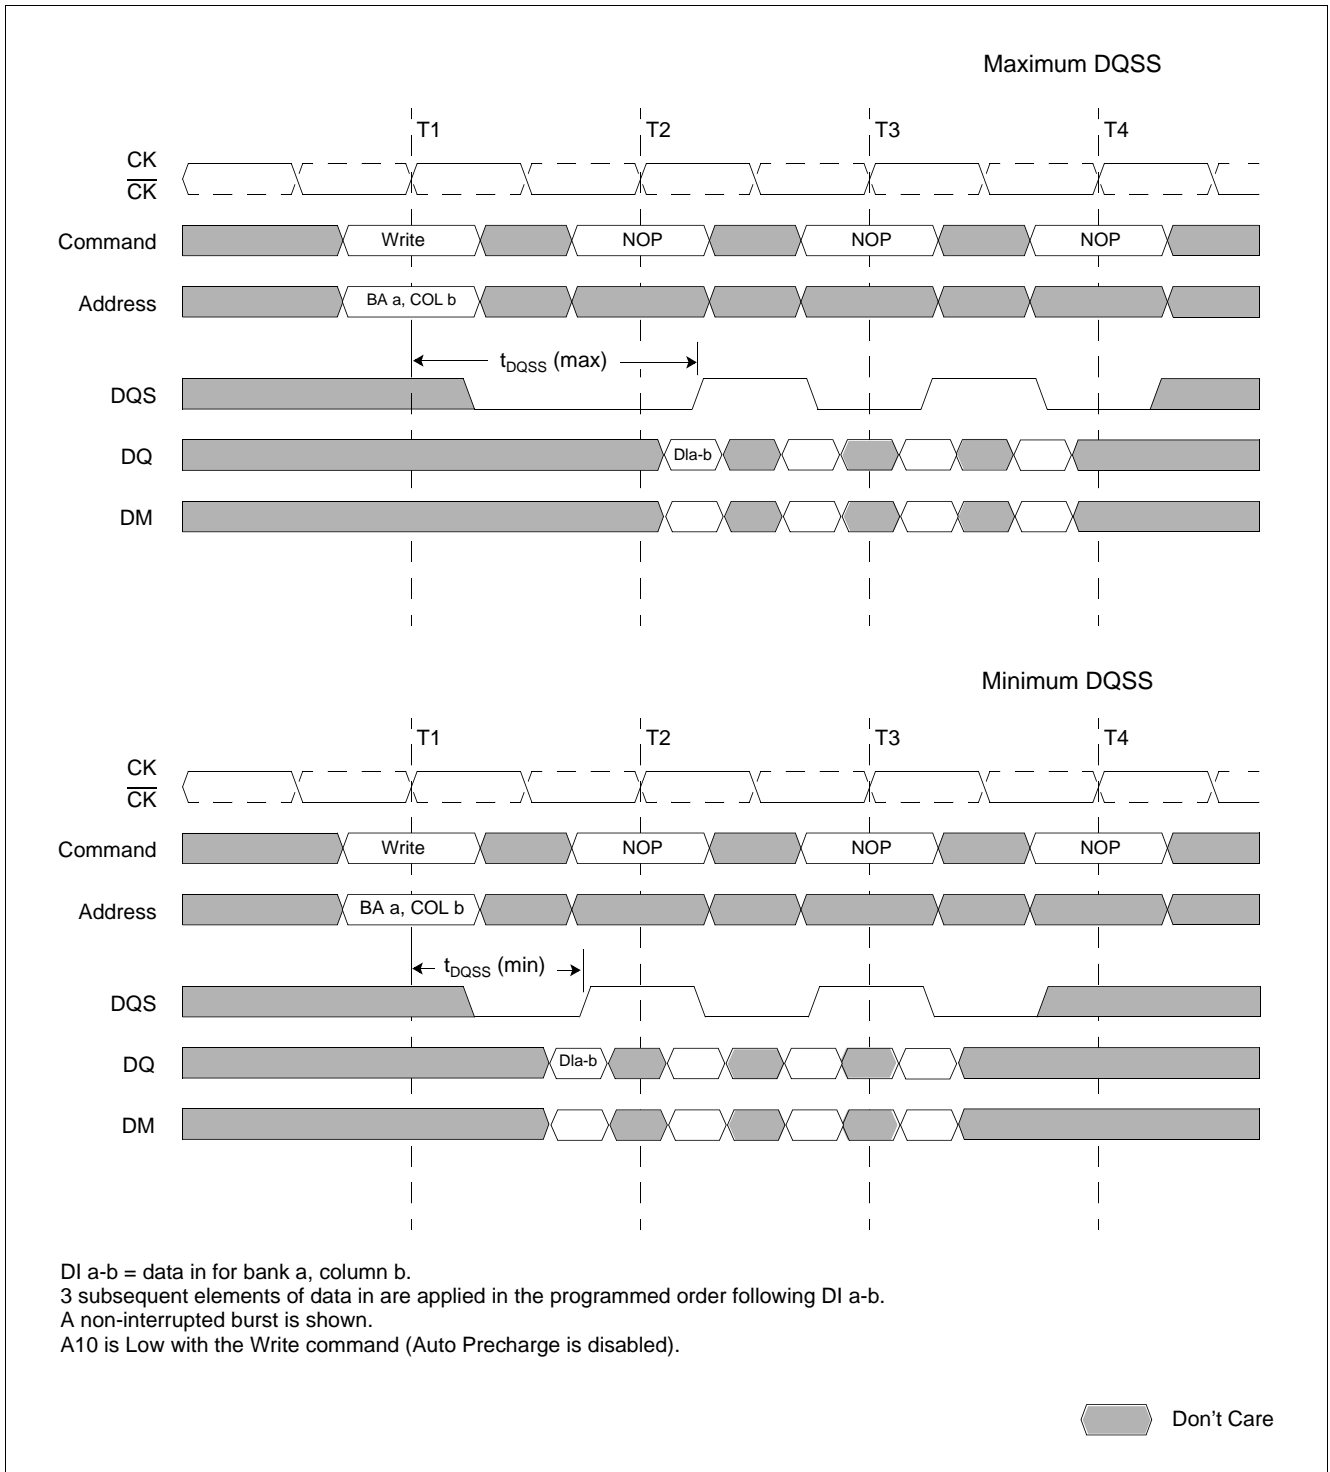 Maximum DQSS
T1 T2 T3 T4
CK
CK
Command Write NOP NOP NOP
Address BA a, COL b
tDQSS (max)
DQS
DQ DIa-b
DM
Minimum DQSS
T1 T2 T3 T4
CK
CK
Command Write NOP NOP NOP
Address BA a, COL b
tDQSS (min)
DQS
DQ DIa-b
DM
DI a-b = data in for bank a, column b.
3 subsequent elements of data in are applied in the programmed order following DI a-b.
A non-interrupted burst is shown.
A10 is Low with the Write command (Auto Precharge is disabled).
Don't Care